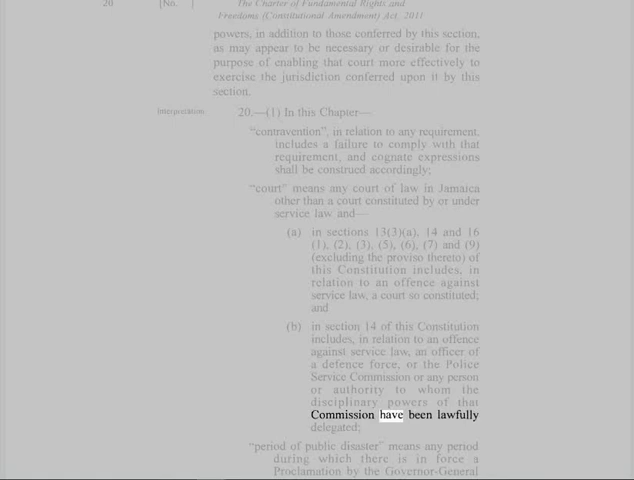 20 [No. ] The Charter of Fundamental Rights and
Freedoms (Constitutional Amendment) Act, 2011
powers, in addition to those conferred by this section,
as may appear to be necessary or desirable for the
purpose of enabling that court more effectively to
exercise the jurisdiction conferred upon it by this
section.
Interpretation 20.—(1) In this Chapter—
“contravention”, in relation to any requirement,
includes a failure to comply with that
requirement, and cognate expressions
shall be construed accordingly;
“court” means any court of law in Jamaica
other than a court constituted by or under
service law and—
(a) in sections 13(3)(a), 14 and 16
(1), (2), (3), (5), (6), (7) and (9)
(excluding the proviso thereto) of
this Constitution includes, in
relation to an offence against
service law, a court so constituted;
and
(b) in section 14 of this Constitution
includes, in relation to an offence
against service law, an officer of
a defence force, or the Police
Service Commission or any person
or authority to whom the
disciplinary powers of that
Commission have been lawfully
delegated;
“period of public disaster” means any period
during which there is in force a
Proclamation by the Governor-General